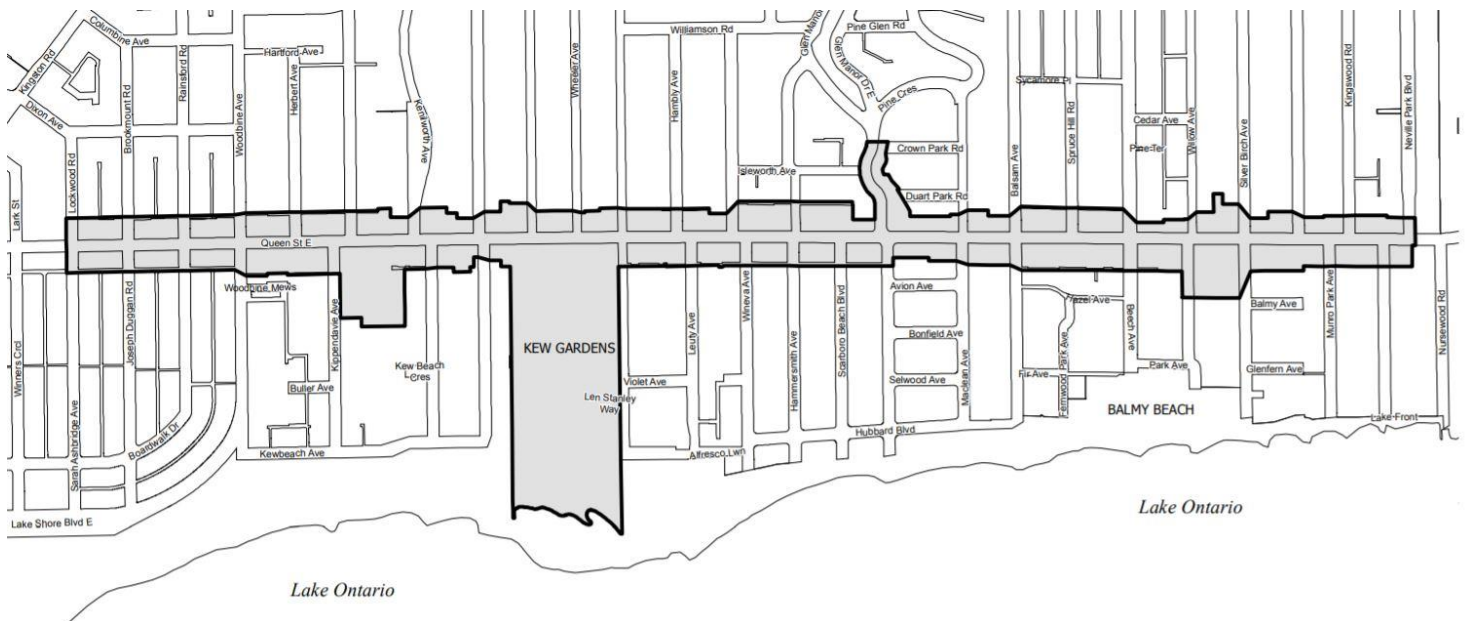 Columbine Ave
Williamson Rd
Glen Manor
Pine Glen Rd
Hartford Ave
Kingston Rd
Rainsford Rd
Glen Manor Dr E
Sycamore Pl
Dixon Ave
Brookmount Rd
Woodbine Ave
Herbert Ave
Kenilworth Ave
Wheeler Ave
Hambly Ave
Pine Cres
Spruce Hill Rd
Cedar Ave
Kingswood Rd
Neville Park Blvd
Crown Park Rd
Pine Ter
Willow Ave
Lark St
Lockwood Rd
Isleworth Ave
Duart Park Rd
Balsam Ave
Silver Birch Ave
Queen St E
Woodbine Mews
Avion Ave
Hazel Ave
Balmy Ave
Winners Crcl
Joseph Duggan Rd
Kippendavie Ave
KEW GARDENS
Leuty Ave
Wineva Ave
Hammersmith Ave
Scarboro Beach Blvd
Bonfield Ave
Beech Ave
Munro Park Ave
Nursewood Rd
Kew Beach
Cres
Buller Ave
Violet Ave
Selwood Ave
Maclean Ave
Fir Ave
Fernwood Park Ave
Park Ave
Glenfern Ave
Len Stanley
Way
BALMY BEACH
Lake Front
Sarah Ashbridge Ave
Boardwalk Dr
Kewbeach Ave
Alfresco Lwn
Hubbard Blvd
Lake Shore Blvd E
Lake Ontario
Lake Ontario